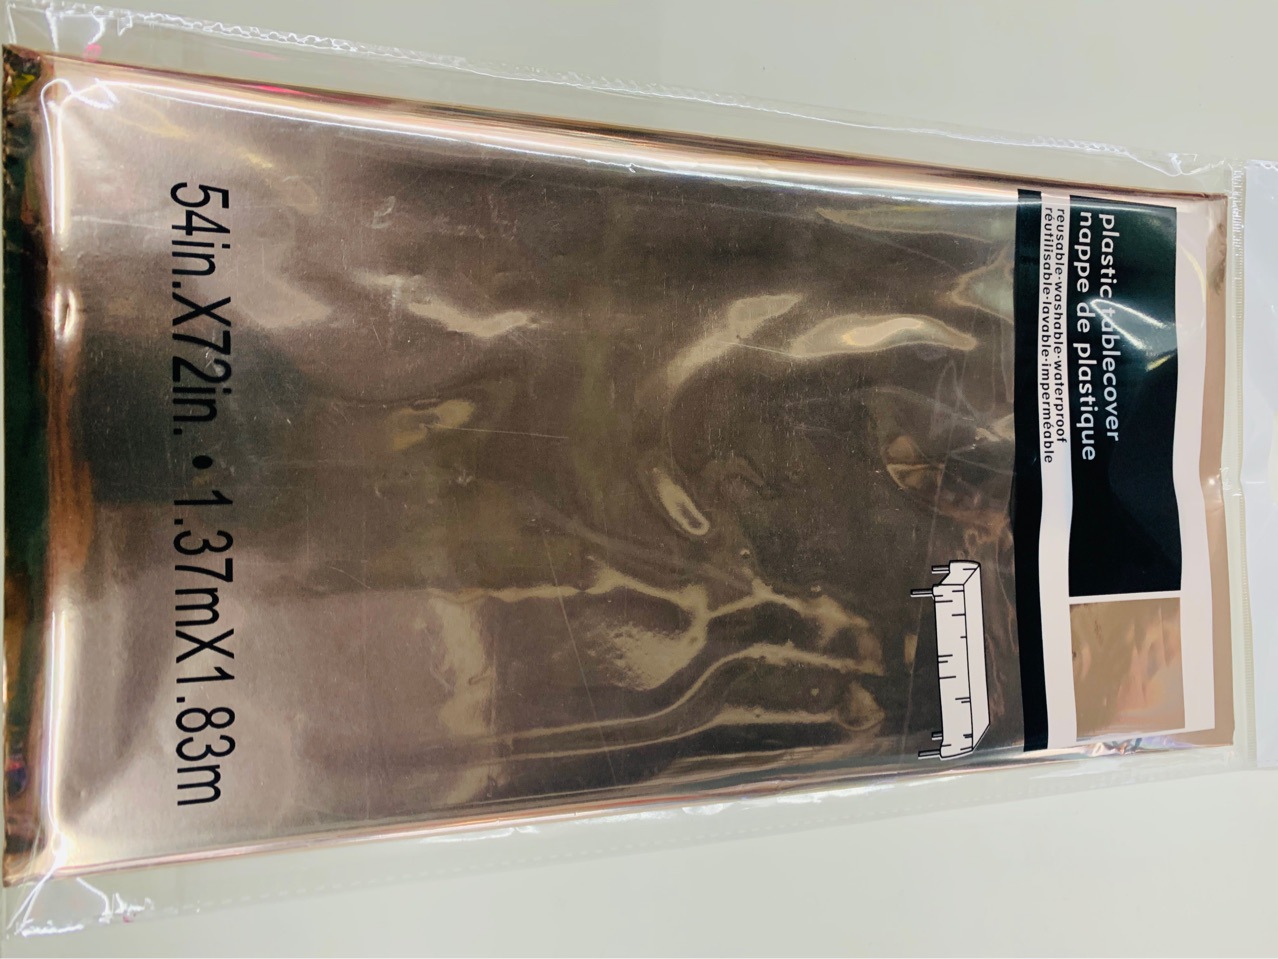 plastic tablecover
nappe de plastique
reusable·washable·waterproof
réutilisable·lavable·imperméable
54in.X72in. • 1.37mX1.83m